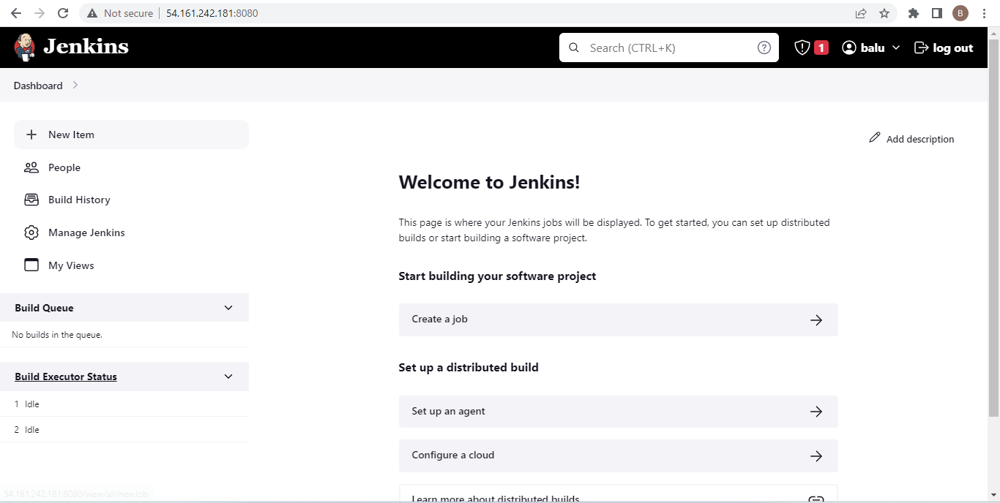 Not secure 54.161.242.181:8080 B
Jenkins Search (CTRL+K) ? 1 balu log out
Dashboard
New Item
Add description
People
Build History
Manage Jenkins
My Views
Welcome to Jenkins!
This page is where your Jenkins jobs will be displayed. To get started, you can set up distributed
builds or start building a software project.
Start building your software project
Create a job
Build Queue
No builds in the queue.
Build Executor Status
1 Idle
2 Idle
Set up a distributed build
Set up an agent
Configure a cloud
Learn more about distributed builds
54.161.242.181:8080/view/all/newJob